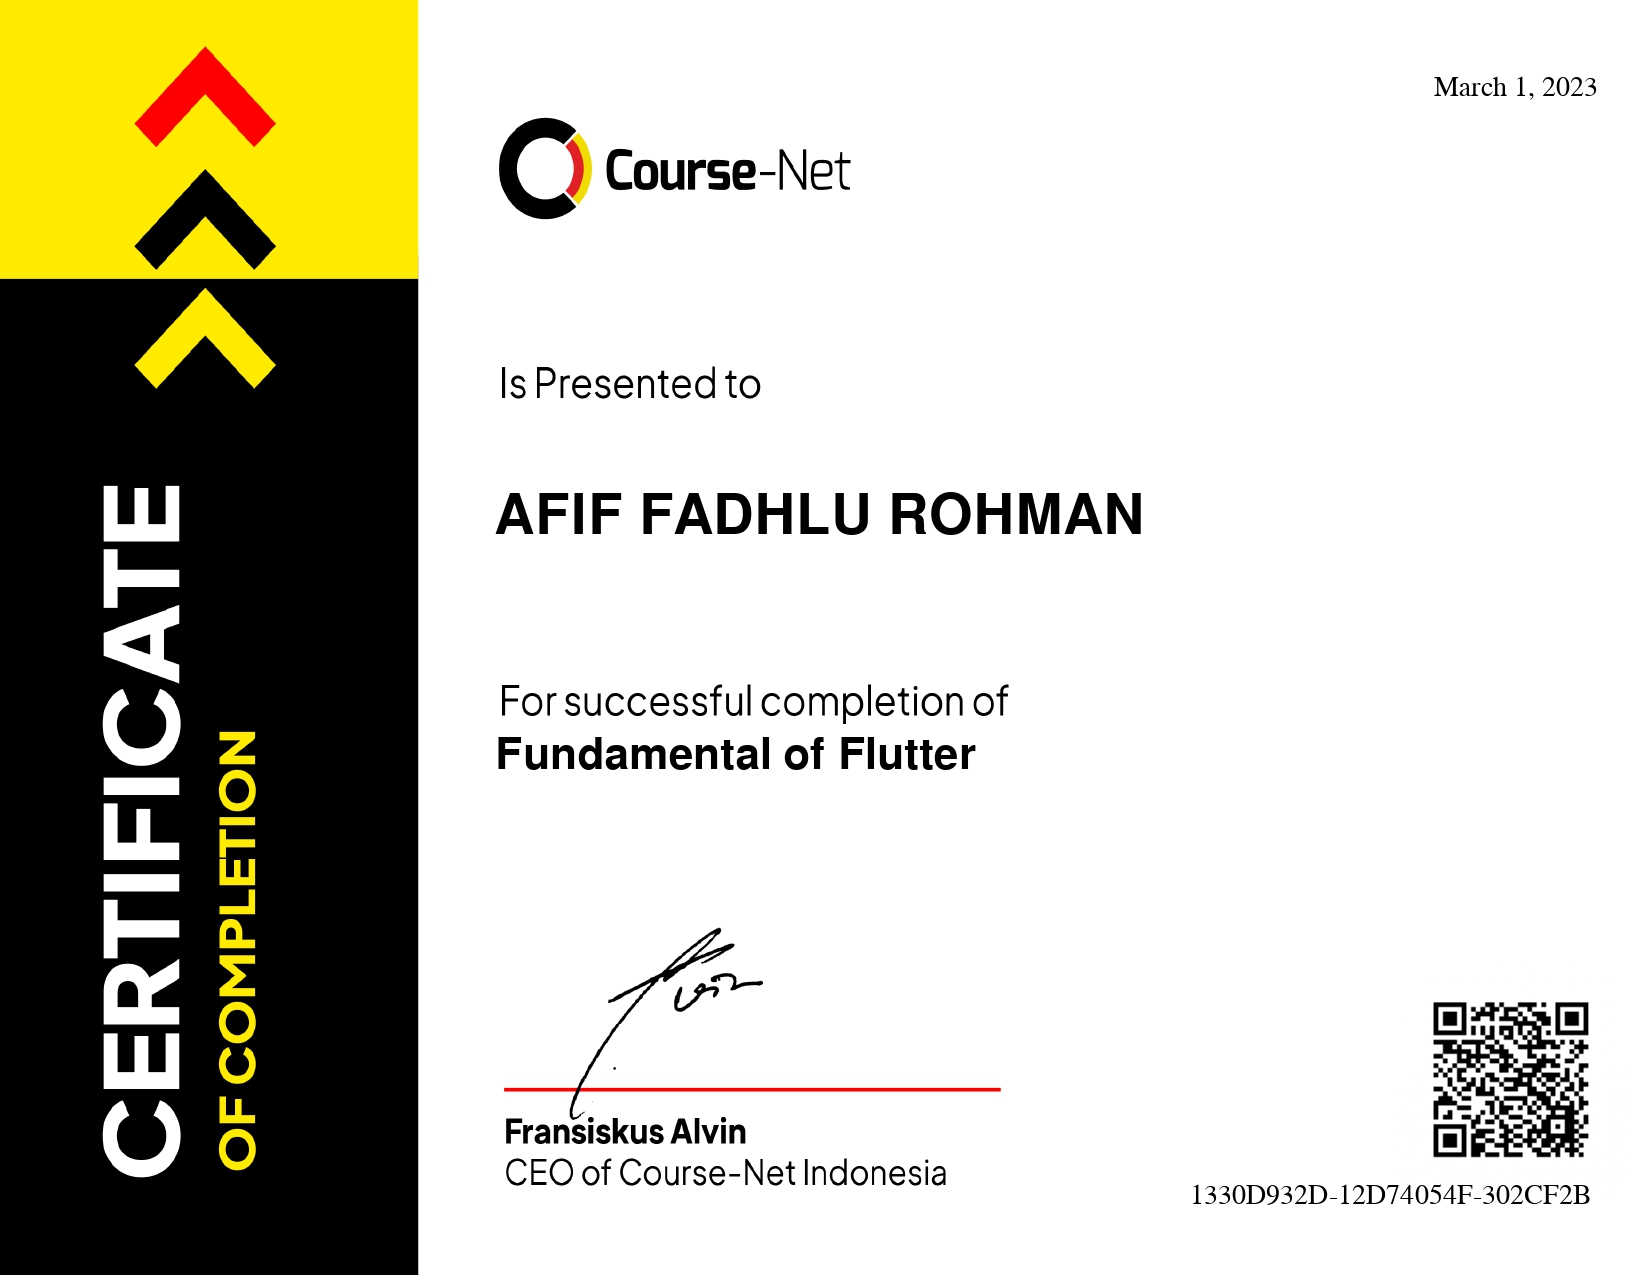 CERTIFICATE
OF COMPLETION
March 1, 2023
Course-Net
Is Presented to
AFIF FADHLU ROHMAN
For successful completion of
Fundamental of Flutter
Alvin
Fransiskus Alvin
CEO of Course-Net Indonesia
1330D932D-12D74054F-302CF2B